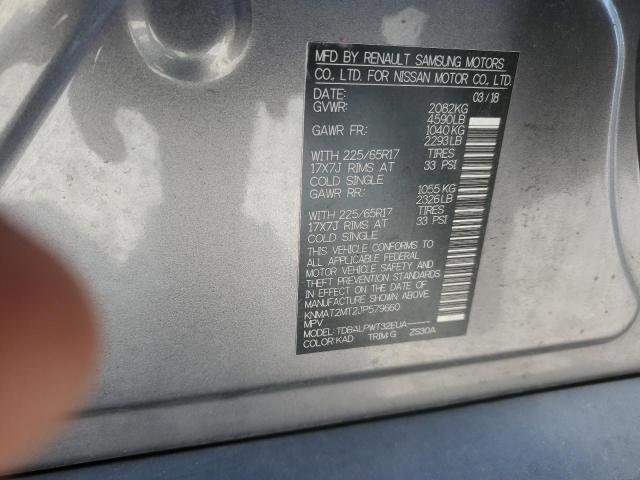 MFD BY RENAULT SAMSUNG MOTORS
CO., LTD. FOR NISSAN MOTOR CO., LTD.
DATE: 03/18
GVWR: 2082KG
4590LB
GAWR FR: 1040KG
2293LB
WITH 225/65R17 TIRES
17X7J RIMS AT 33 PSI
COLD SINGLE
GAWR RR: 1055KG
2326LB
WITH 225/65R17 TIRES
17X7J RIMS AT 33 PSI
COLD SINGLE
THIS VEHICLE CONFORMS TO
ALL APPLICABLE FEDERAL
MOTOR VEHICLE SAFETY AND
THEFT PREVENTION STANDARDS
IN EFFECT ON THE DATE OF
MANUFACTURE SHOWN ABOVE.
KNMAT2MT2JP579660
MPV
MODEL: TDBALPWT32EUA-----
COLOR: KAD TRIM: G ZS30A